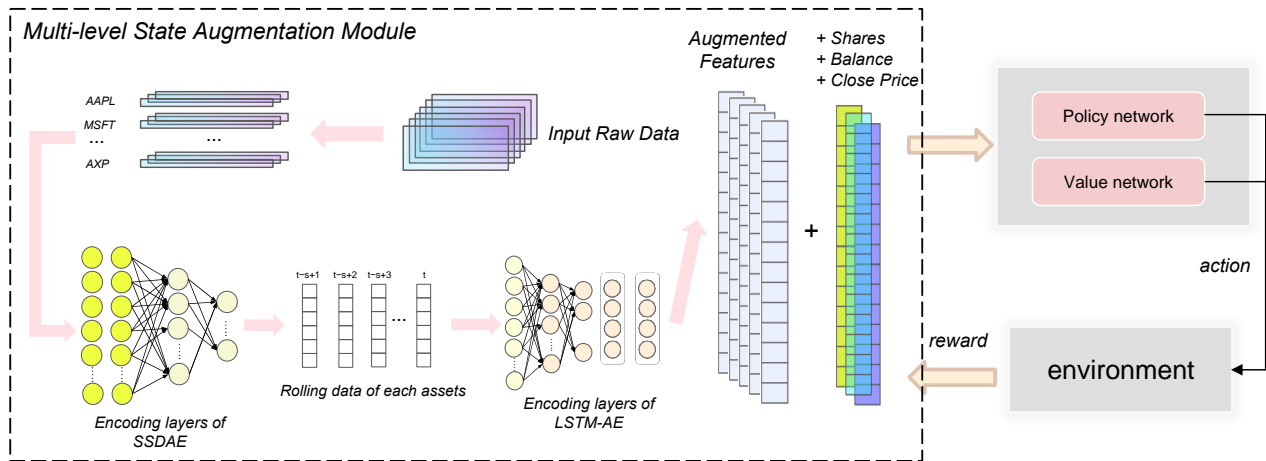 Multi-level State Augmentation Module
AAPL
MSFT
...
AXP
...
Input Raw Data
Augmented
Features
+ Shares
+ Balance
+ Close Price
+
Policy network
Value network
action
reward
environment
Encoding layers of
SSDAE
t-s+1 t-s+2 t-s+3 ... t
Rolling data of each assets
Encoding layers of
LSTM-AE